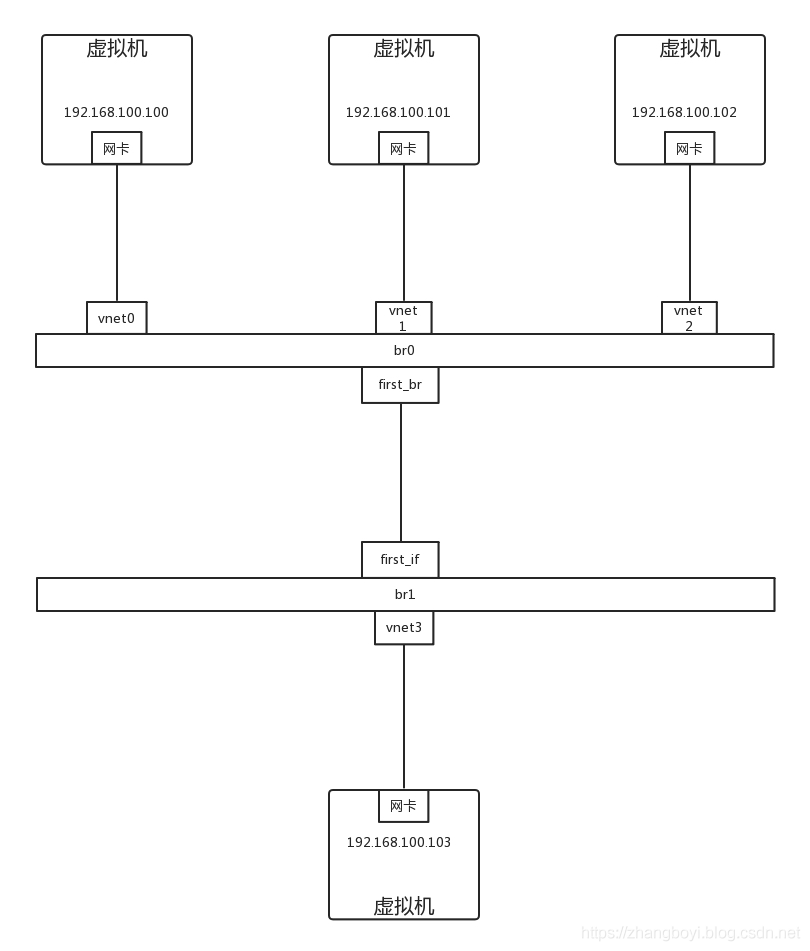 虚拟机
虚拟机
虚拟机
192.168.100.100
192.168.100.101
192.168.100.102
网卡
网卡
网卡
vnet0
vnet
1
vnet
2
br0
first_br
first_if
br1
vnet3
网卡
192.168.100.103
虚拟机
https://zhangboyi.blog.csdn.net